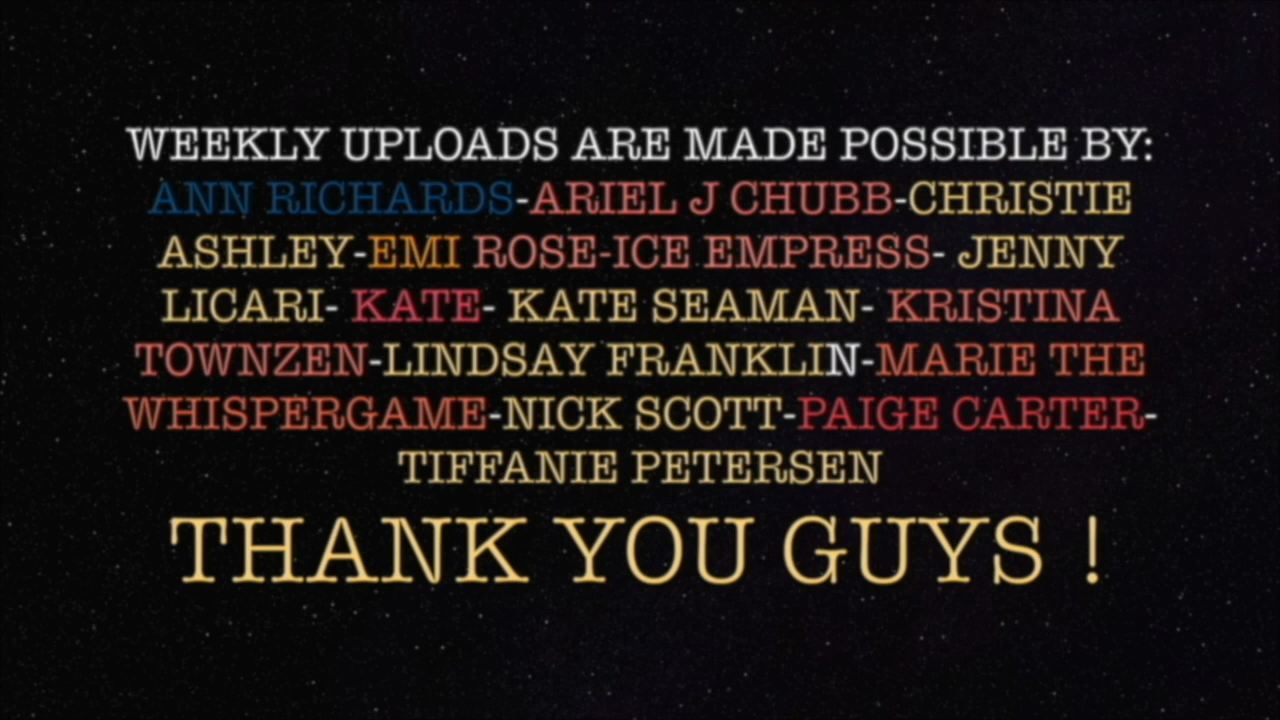 WEEKLY UPLOADS ARE MADE POSSIBLE BY:
ANN RICHARDS-ARIEL J CHUBB-CHRISTIE
ASHLEY-EMI ROSE-ICE EMPRESS- JENNY
LICARI- KATE- KATE SEAMAN- KRISTINA
TOWNZEN-LINDSAY FRANKLIN-MARIE THE
WHISPERGAME-NICK SCOTT-PAIGE CARTER-
TIFFANIE PETERSEN
THANK YOU GUYS !